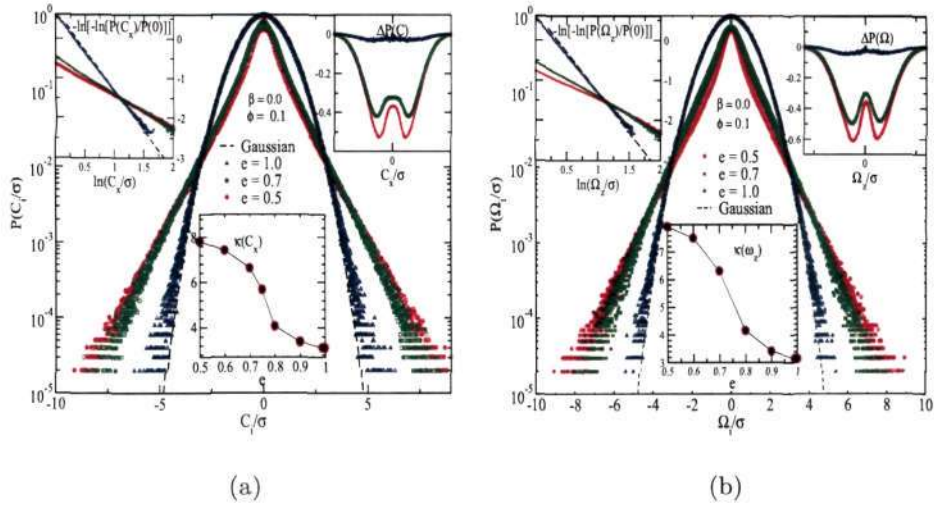 10⁰
10⁻¹
10⁻²
10⁻³
10⁻⁴
10⁻⁵
P(C_i/σ)
-10
-5
0
5
C_i/σ
-ln[-ln[P(C_x)/P(0)]]
0
-1
-2
-3
0.5
1
1.5
2
ln(C_x/σ)
ΔP(C)
0
-0.2
-0.4
0
C_x/σ
β = 0.0
φ = 0.1
Gaussian
e = 1.0
e = 0.7
e = 0.5
κ(C_x)
8
6
4
0.5
0.6
0.7
0.8
0.9
1
e
(a)
10⁰
10⁻¹
10⁻²
10⁻³
10⁻⁴
10⁻⁵
P(Ω_i/σ)
-10
-8
-6
-4
-2
0
2
4
6
8
10
Ω_i/σ
-ln[-ln[P(Ω_z)/P(0)]]
0
-1
-2
-3
0.5
1
1.5
2
ln(Ω_z/σ)
ΔP(Ω)
0
-0.2
-0.4
-0.6
0
Ω_z/σ
β = 0.0
φ = 0.1
e = 0.5
e = 0.7
e = 1.0
Gaussian
κ(ω_z)
7
6
5
4
3
0.5
0.6
0.7
0.8
0.9
1
e
(b)